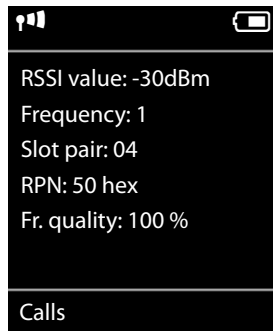 RSSI value: -30dBm
Frequency: 1
Slot pair: 04
RPN: 50 hex
Fr. quality: 100 %
Calls